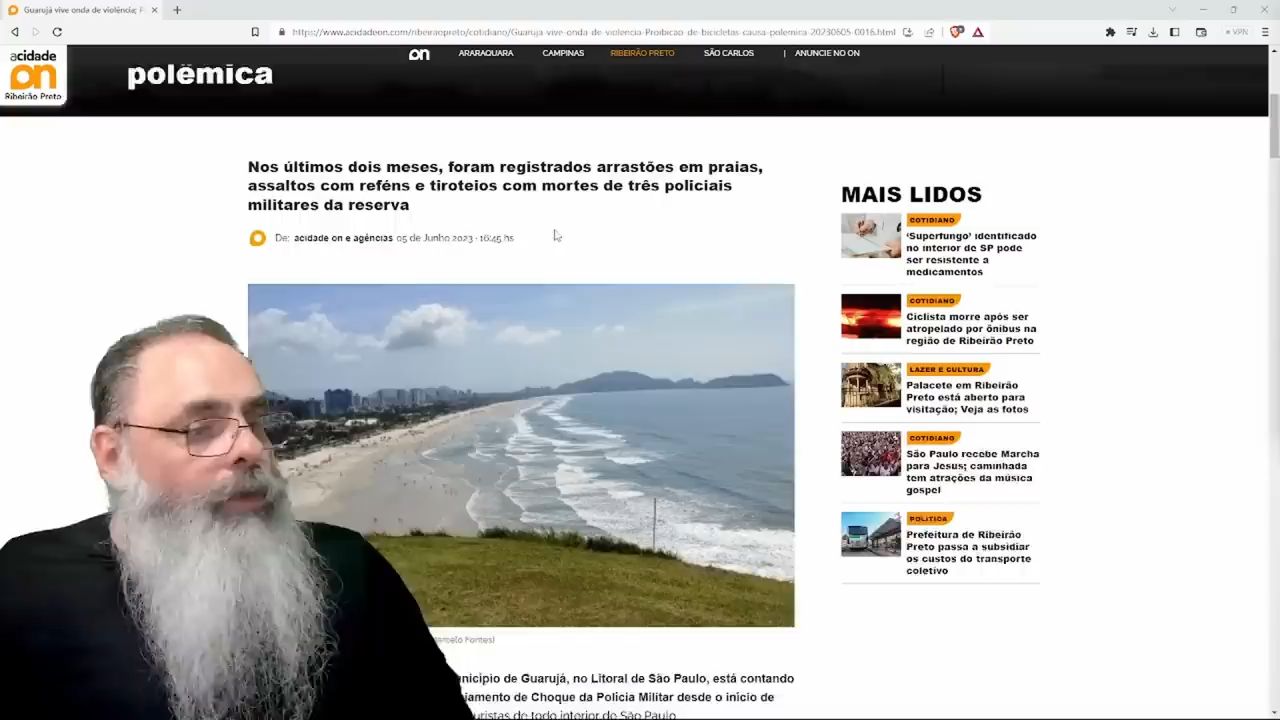 Guarujá vive onda de violência; P
https://www.acidadeon.com/ribeiraopreto/cotidiano/Guaruja-vive-onda-de-violencia-Proibicao-de-bicicletas-causa-polemica-20230605-0016.html
VPN
acidade
on
Ribeirão Preto
on
ARARAQUARA
CAMPINAS
RIBEIRÃO PRETO
SÃO CARLOS
| ANUNCIE NO ON
polêmica
Nos últimos dois meses, foram registrados arrastões em praias,
assaltos com reféns e tiroteios com mortes de três policiais
militares da reserva
De: acidade on e agências 05 de Junho 2023 · 16:45 hs
MAIS LIDOS
COTIDIANO
‘Superfungo’ identificado
no interior de SP pode
ser resistente a
medicamentos
COTIDIANO
Ciclista morre após ser
atropelado por ônibus na
região de Ribeirão Preto
LAZER E CULTURA
Palacete em Ribeirão
Preto está aberto para
visitação; Veja as fotos
COTIDIANO
São Paulo recebe Marcha
para Jesus; caminhada
tem atrações da música
gospel
POLÍTICA
Prefeitura de Ribeirão
Preto passa a subsidiar
os custos do transporte
coletivo
Fontes)
nicípio de Guarujá, no Litoral de São Paulo, está contando
iamento de Choque da Polícia Militar desde o início de
uristas de todo interior de São Paulo.